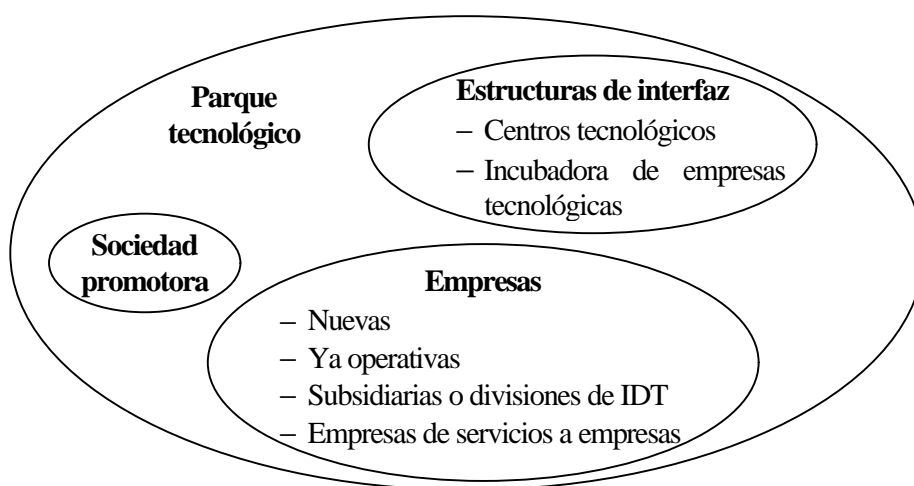 Parque
tecnológico
Estructuras de interfaz
– Centros tecnológicos
– Incubadora de empresas
tecnológicas
Sociedad
promotora
Empresas
– Nuevas
– Ya operativas
– Subsidiarias o divisiones de IDT
– Empresas de servicios a empresas